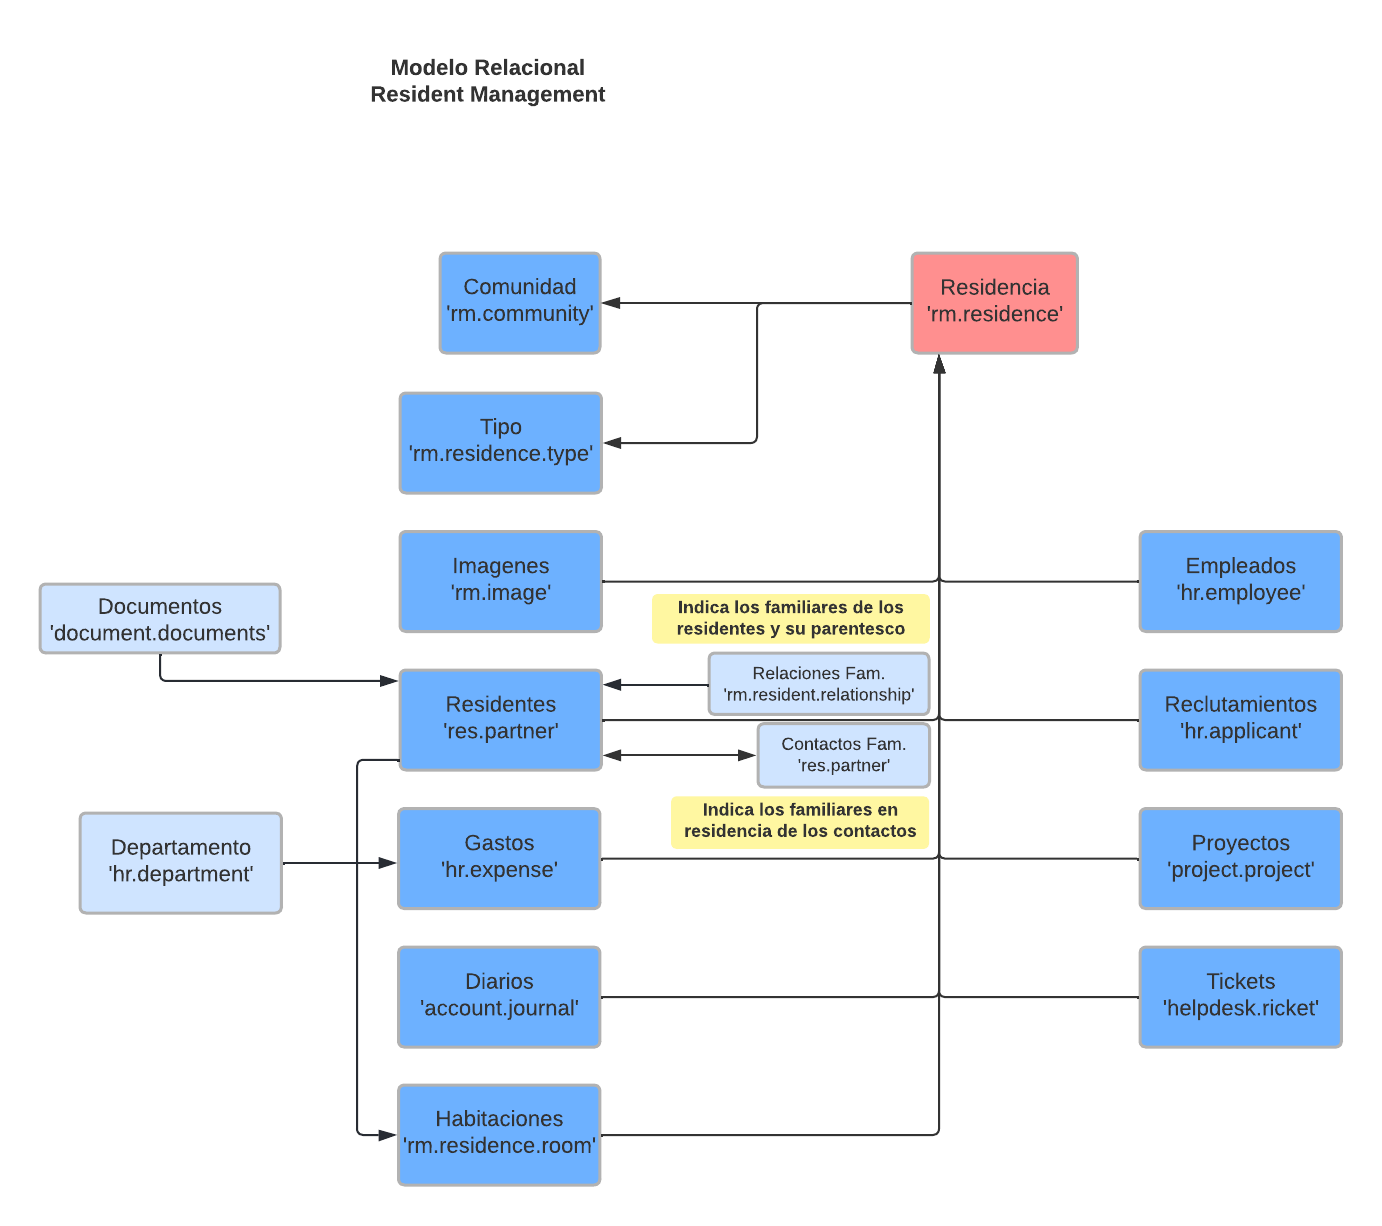 Modelo Relacional
Resident Management
Comunidad
'rm.community'
Residencia
'rm.residence'
Tipo
'rm.residence.type'
Imagenes
'rm.image'
Empleados
'hr.employee'
Documentos
'document.documents'
Indica los familiares de los
residentes y su parentesco
Relaciones Fam.
'rm.resident.relationship'
Residentes
'res.partner'
Reclutamientos
'hr.applicant'
Contactos Fam.
'res.partner'
Indica los familiares en
residencia de los contactos
Departamento
'hr.department'
Gastos
'hr.expense'
Proyectos
'project.project'
Diarios
'account.journal'
Tickets
'helpdesk.ricket'
Habitaciones
'rm.residence.room'